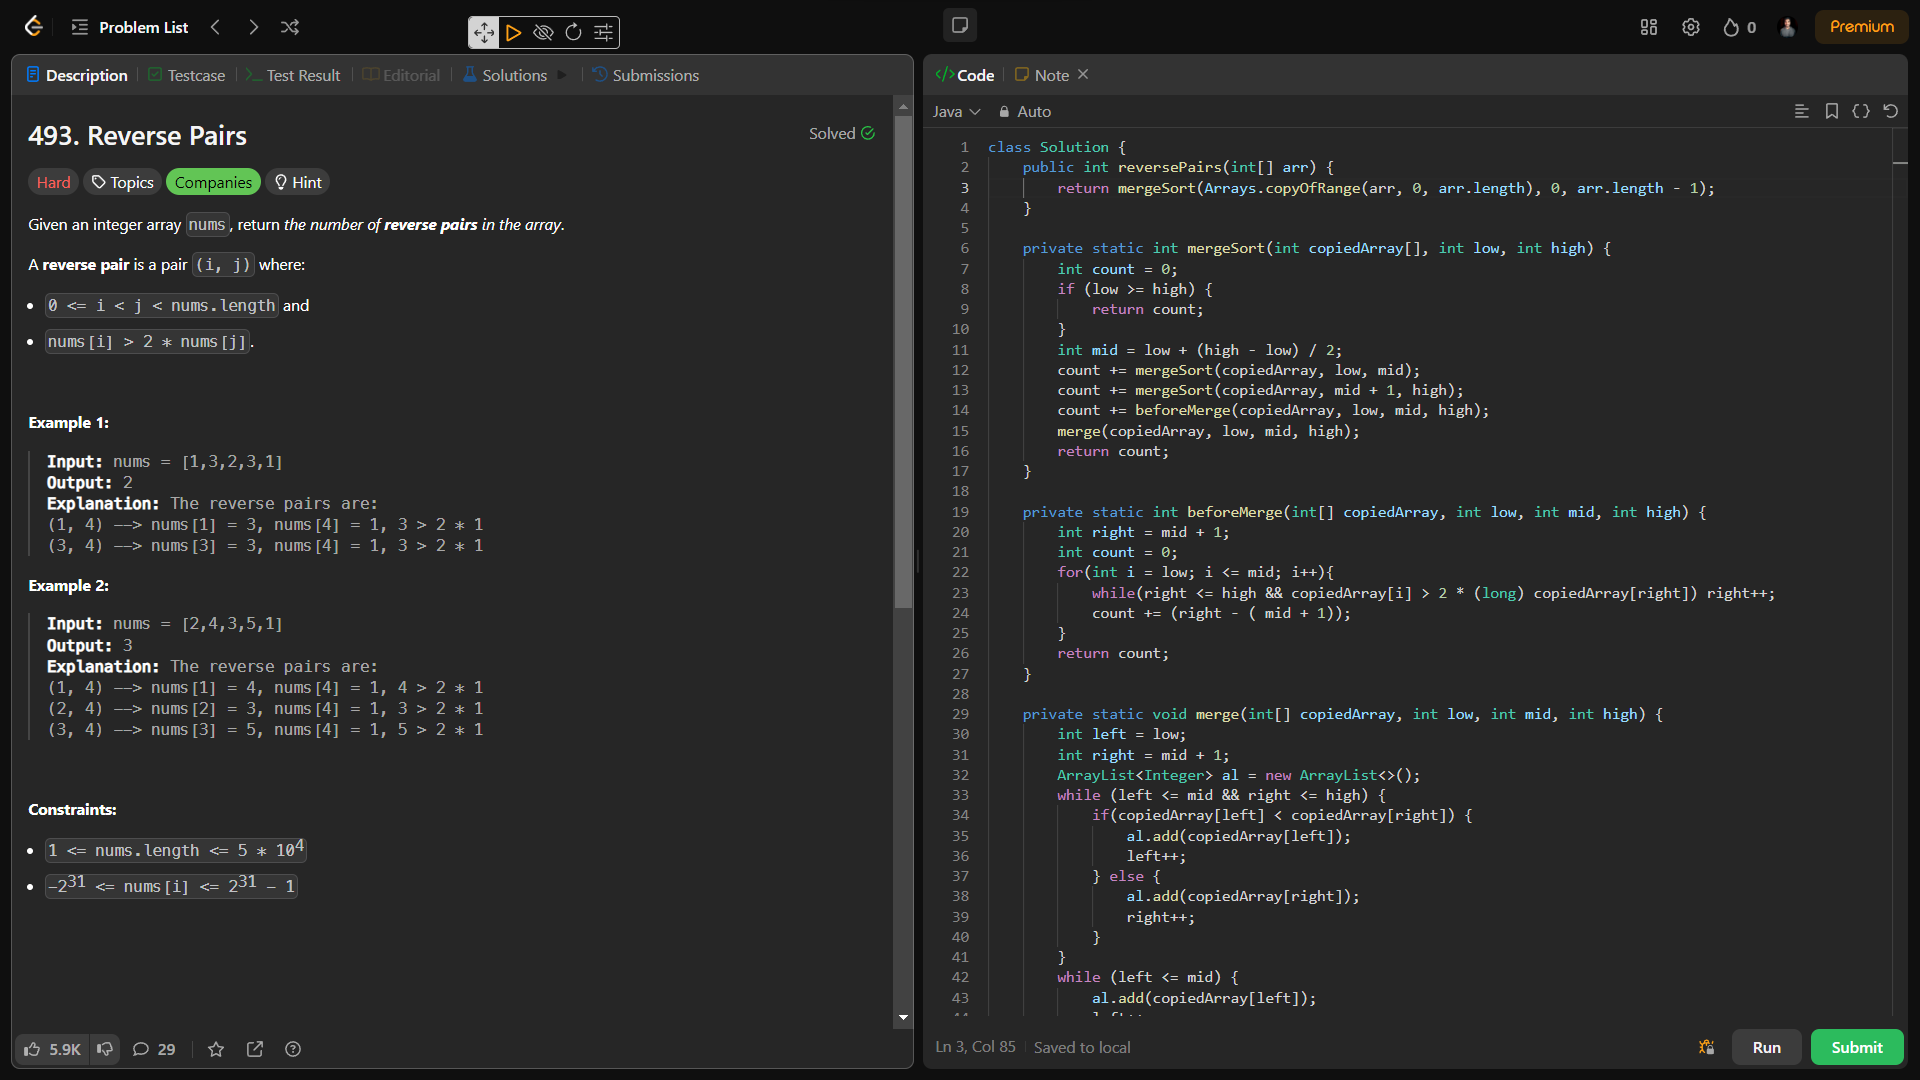 Problem List
0
Premium
Description
Testcase
Test Result
Editorial
Solutions
Submissions
493. Reverse Pairs
Solved
Hard
Topics
Companies
Hint
Given an integer array nums, return the number of reverse pairs in the array.
A reverse pair is a pair (i, j) where:
• 0 <= i < j < nums.length and
• nums[i] > 2 * nums[j].
Example 1:
Input: nums = [1,3,2,3,1]
Output: 2
Explanation: The reverse pairs are:
(1, 4) --> nums[1] = 3, nums[4] = 1, 3 > 2 * 1
(3, 4) --> nums[3] = 3, nums[4] = 1, 3 > 2 * 1
Example 2:
Input: nums = [2,4,3,5,1]
Output: 3
Explanation: The reverse pairs are:
(1, 4) --> nums[1] = 4, nums[4] = 1, 4 > 2 * 1
(2, 4) --> nums[2] = 3, nums[4] = 1, 3 > 2 * 1
(3, 4) --> nums[3] = 5, nums[4] = 1, 5 > 2 * 1
Constraints:
• 1 <= nums.length <= 5 * 10⁴
• -2³¹ <= nums[i] <= 2³¹ - 1
5.9K
29
</>Code
Note
Java
Auto
1 class Solution {
2 public int reversePairs(int[] arr) {
3 return mergeSort(Arrays.copyOfRange(arr, 0, arr.length), 0, arr.length - 1);
4 }
5
6 private static int mergeSort(int copiedArray[], int low, int high) {
7 int count = 0;
8 if (low >= high) {
9 return count;
10 }
11 int mid = low + (high - low) / 2;
12 count += mergeSort(copiedArray, low, mid);
13 count += mergeSort(copiedArray, mid + 1, high);
14 count += beforeMerge(copiedArray, low, mid, high);
15 merge(copiedArray, low, mid, high);
16 return count;
17 }
18
19 private static int beforeMerge(int[] copiedArray, int low, int mid, int high) {
20 int right = mid + 1;
21 int count = 0;
22 for(int i = low; i <= mid; i++){
23 while(right <= high && copiedArray[i] > 2 * (long) copiedArray[right]) right++;
24 count += (right - ( mid + 1));
25 }
26 return count;
27 }
28
29 private static void merge(int[] copiedArray, int low, int mid, int high) {
30 int left = low;
31 int right = mid + 1;
32 ArrayList<Integer> al = new ArrayList<>();
33 while (left <= mid && right <= high) {
34 if(copiedArray[left] < copiedArray[right]) {
35 al.add(copiedArray[left]);
36 left++;
37 } else {
38 al.add(copiedArray[right]);
39 right++;
40 }
41 }
42 while (left <= mid) {
43 al.add(copiedArray[left]);
Ln 3, Col 85
Saved to local
Run
Submit